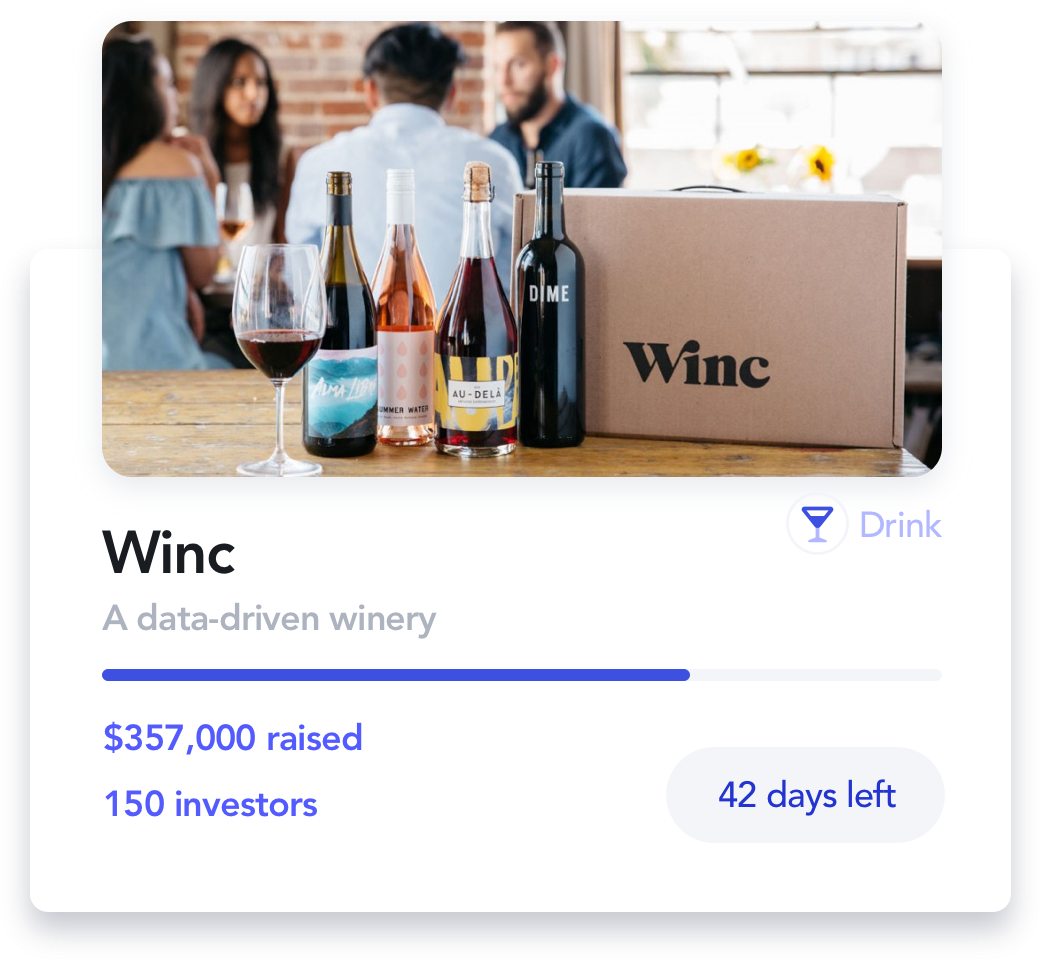 DIME
Winc
ALMA LIBRE
SUMMER WATER
AU-DELÀ
Winc
Drink
A data-driven winery
$357,000 raised
150 investors
42 days left